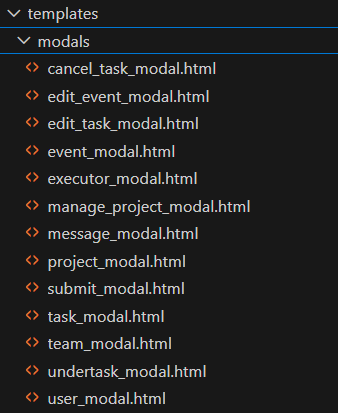 templates
modals
cancel_task_modal.html
edit_event_modal.html
edit_task_modal.html
event_modal.html
executor_modal.html
manage_project_modal.html
message_modal.html
project_modal.html
submit_modal.html
task_modal.html
team_modal.html
undertask_modal.html
user_modal.html